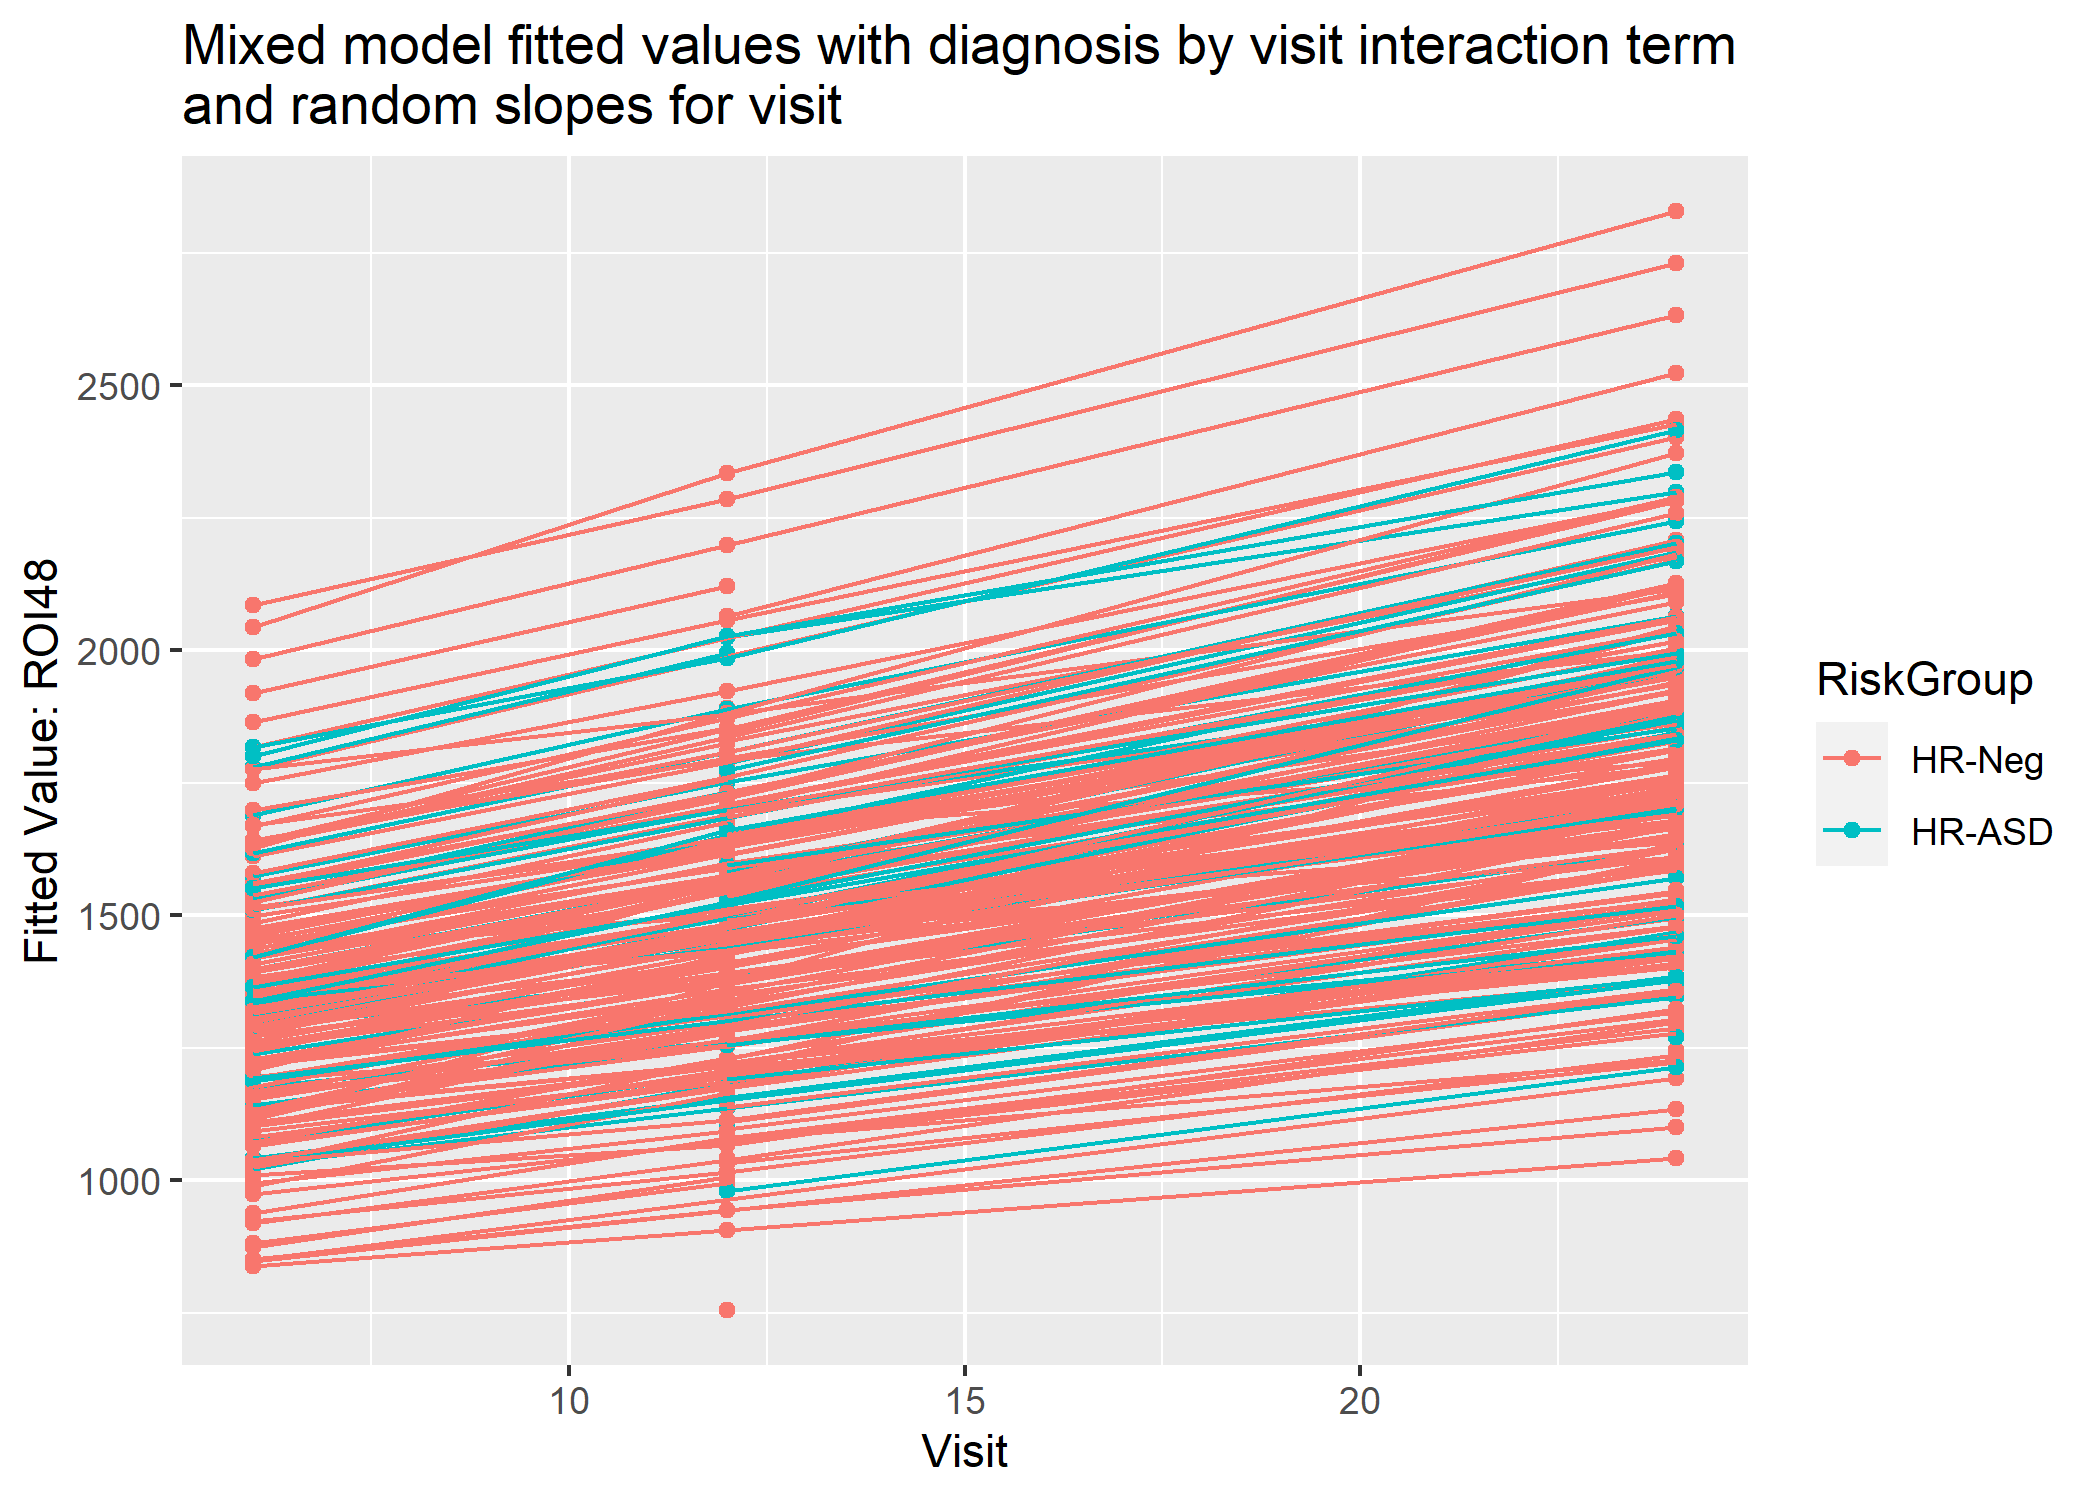 Mixed model fitted values with diagnosis by visit interaction term
and random slopes for visit
Fitted Value: ROI48
2500
2000
1500
1000
10
15
20
Visit
RiskGroup
HR-Neg
HR-ASD